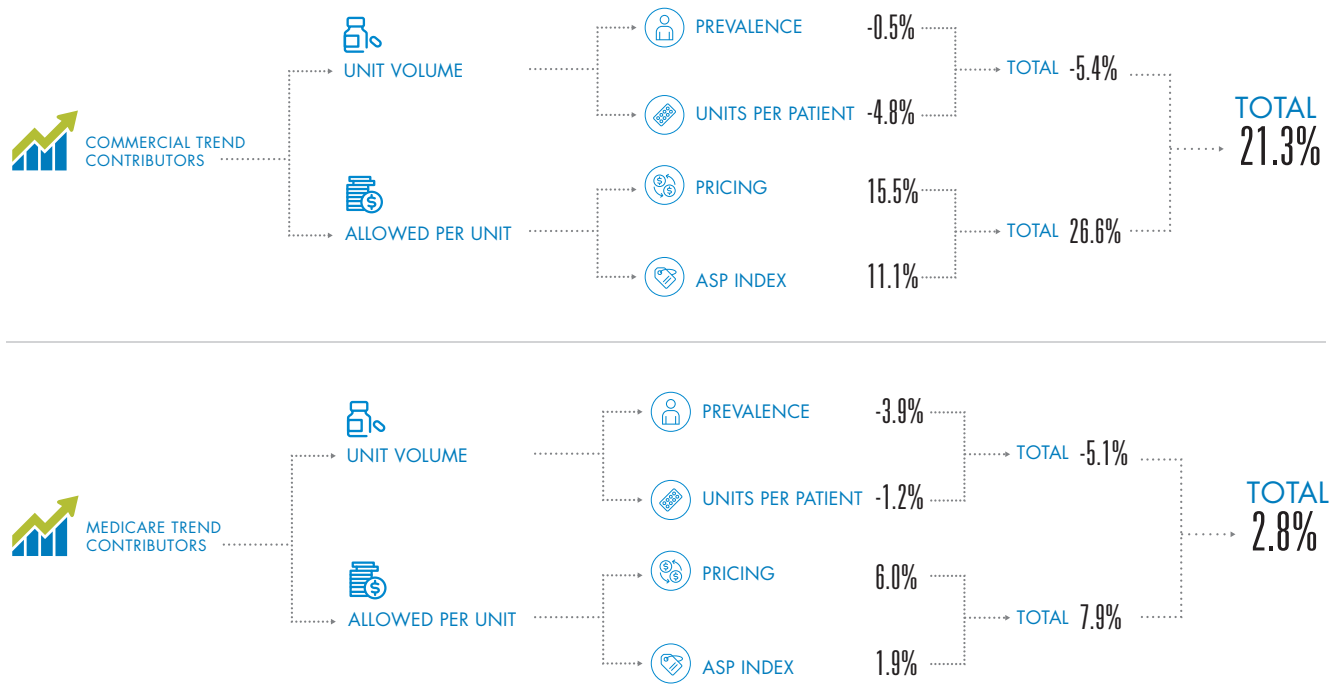 PREVALENCE -0.5%
UNIT VOLUME
TOTAL -5.4%
UNITS PER PATIENT -4.8%
COMMERCIAL TREND
CONTRIBUTORS
TOTAL
21.3%
PRICING 15.5%
ALLOWED PER UNIT
TOTAL 26.6%
ASP INDEX 11.1%
PREVALENCE -3.9%
UNIT VOLUME
TOTAL -5.1%
UNITS PER PATIENT -1.2%
MEDICARE TREND
CONTRIBUTORS
TOTAL
2.8%
PRICING 6.0%
ALLOWED PER UNIT
TOTAL 7.9%
ASP INDEX 1.9%